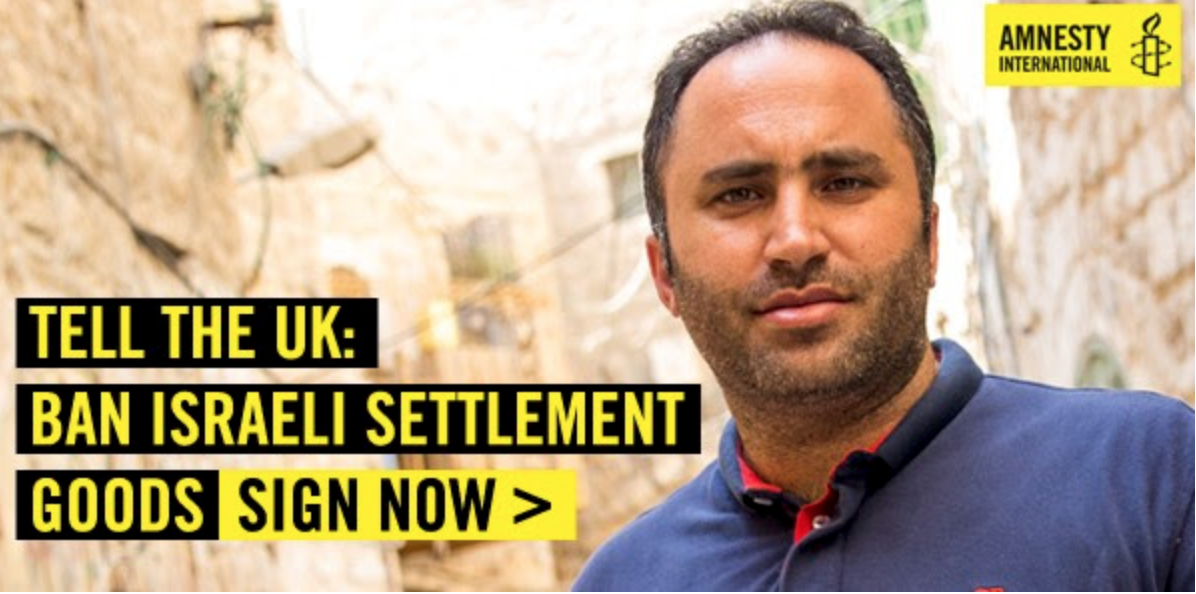 AMNESTY
INTERNATIONAL
TELL THE UK:
BAN ISRAELI SETTLEMENT
GOODS SIGN NOW >